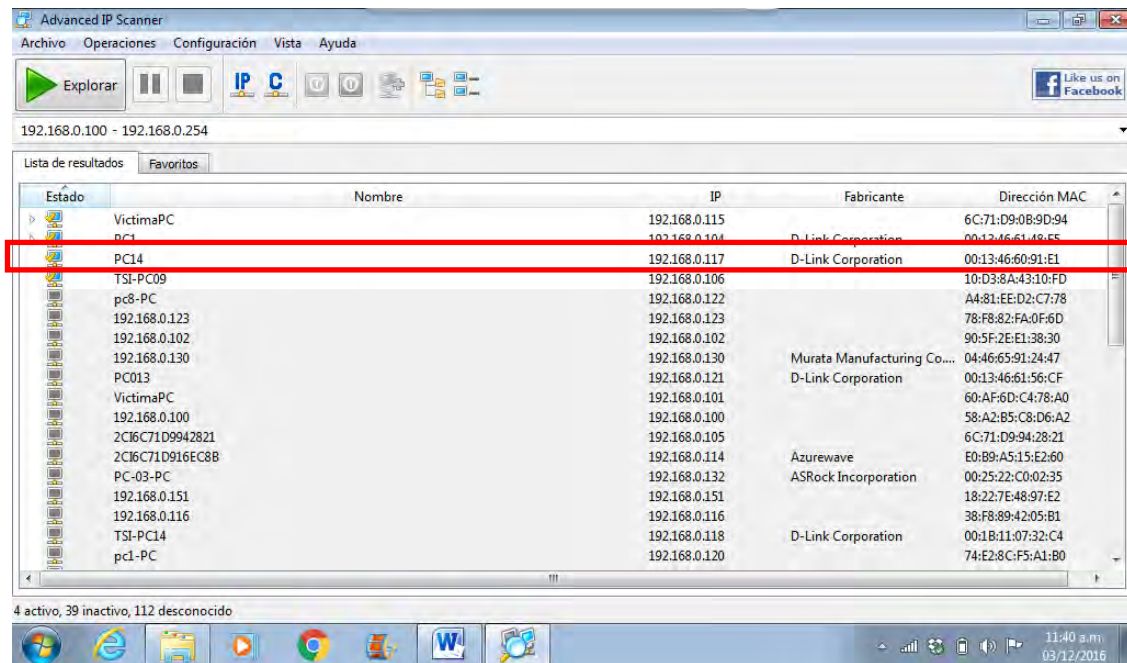 Advanced IP Scanner
Archivo Operaciones Configuración Vista Ayuda
Explorar IP C Like us on Facebook
192.168.0.100 - 192.168.0.254
Lista de resultados Favoritos
Estado Nombre IP Fabricante Dirección MAC
VictimaPC 192.168.0.115 6C:71:D9:0B:9D:94
PC1 192.168.0.104 D-Link Corporation 00:13:46:61:48:F5
PC14 192.168.0.117 D-Link Corporation 00:13:46:60:91:E1
TSI-PC09 192.168.0.106 10:D3:8A:43:10:FD
pc8-PC 192.168.0.122 A4:81:EE:D2:C7:78
192.168.0.123 192.168.0.123 78:F8:82:FA:0F:6D
192.168.0.102 192.168.0.102 90:5F:2E:E1:38:30
192.168.0.130 192.168.0.130 Murata Manufacturing Co.... 04:46:65:91:24:47
PC013 192.168.0.121 D-Link Corporation 00:13:46:61:56:CF
VictimaPC 192.168.0.101 60:AF:6D:C4:78:A0
192.168.0.100 192.168.0.100 58:A2:B5:C8:D6:A2
2CI6C71D9942821 192.168.0.105 6C:71:D9:94:28:21
2CI6C71D916EC8B 192.168.0.114 Azurewave E0:B9:A5:15:E2:60
PC-03-PC 192.168.0.132 ASRock Incorporation 00:25:22:C0:02:35
192.168.0.151 192.168.0.151 18:22:7E:48:97:E2
192.168.0.116 192.168.0.116 38:F8:89:42:05:B1
TSI-PC14 192.168.0.118 D-Link Corporation 00:1B:11:07:32:C4
pc1-PC 192.168.0.120 74:E2:8C:F5:A1:B0
4 activo, 39 inactivo, 112 desconocido
11:40 a.m.
03/12/2016